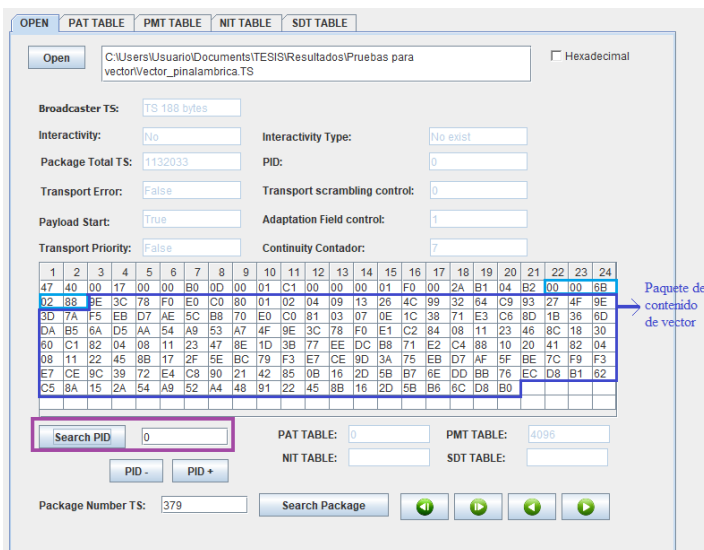 OPEN PAT TABLE PMT TABLE NIT TABLE SDT TABLE
Open C:\Users\Usuario\Documents\TESIS\Resultados\Pruebas para vector\Vector_pinalambrica.TS Hexadecimal
Broadcaster TS: TS 188 bytes
Interactivity: No Interactivity Type: No exist
Package Total TS: 1132033 PID: 0
Transport Error: False Transport scrambling control: 0
Payload Start: True Adaptation Field control: 1
Transport Priority: False Continuity Contador: 7
1 2 3 4 5 6 7 8 9 10 11 12 13 14 15 16 17 18 19 20 21 22 23 24
47 40 00 17 00 00 B7 0D 00 01 C1 00 00 00 01 F0 00 2A B1 04 B2 00 00 6B
02 88 9E 3C 78 F0 E0 C0 80 01 02 04 09 13 26 4C 99 32 64 C9 93 27 4F 9E
3D 7A F5 EB D7 AE 5C B8 70 E0 C0 81 03 07 0E 1C 38 71 E3 C6 8D 1B 36 6D
DA B5 6A D5 AA 54 A9 53 A7 4F 9E 3C 78 F0 E1 C2 84 08 11 23 46 8C 18 30
60 C1 82 04 08 11 23 47 8E 1D 3B 77 EE DC B8 71 E2 C4 88 10 20 41 82 04
08 11 22 45 8B 17 2F 5E BC 79 F3 E7 CE 9D 3A 75 EB D7 AF 5F BE 7C F9 F3
E7 CE 9C 39 72 E4 C8 90 21 42 85 0B 16 2D 5B B7 6E DD BB 76 EC D8 B1 62
C5 8A 15 2A 54 A9 52 A4 48 91 22 45 8B 16 2D 5B B6 6C D8 B0
Paquete de
contenido
de vector
Search PID 0 PAT TABLE: 0 PMT TABLE: 4096
NIT TABLE: SDT TABLE:
PID - PID +
Package Number TS: 379 Search Package